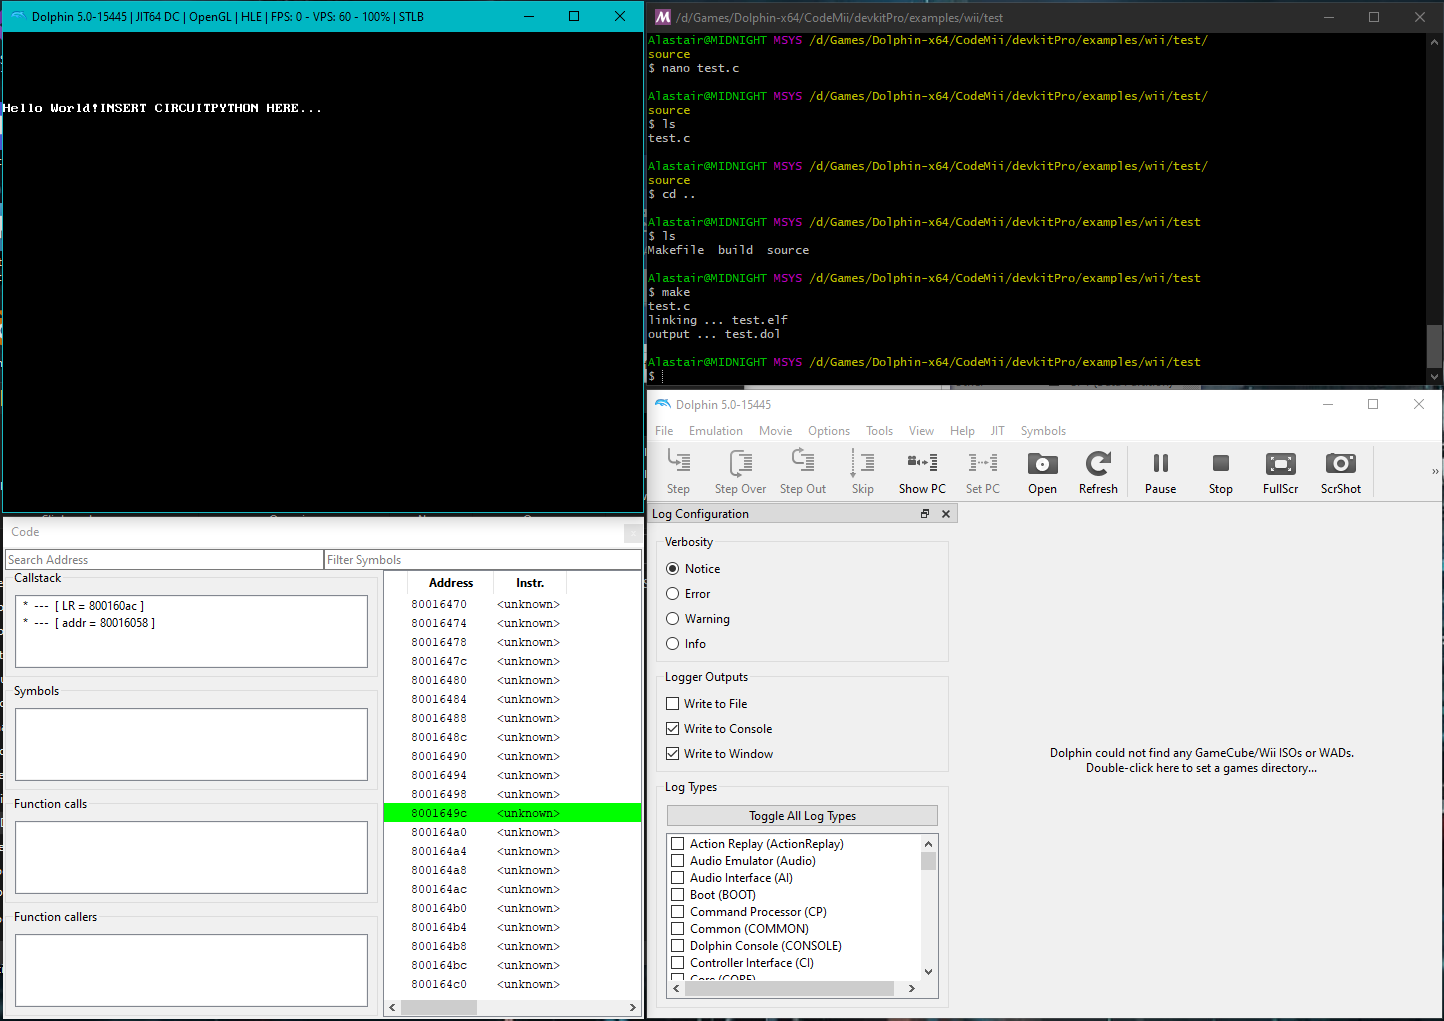 Dolphin 5.0-15445 | JIT64 DC | OpenGL | HLE | FPS: 0 - VPS: 60 - 100% | STLB
Hello World!INSERT CIRCUITPYTHON HERE...
/d/Games/Dolphin-x64/CodeMii/devkitPro/examples/wii/test
Alastair@MIDNIGHT MSYS /d/Games/Dolphin-x64/CodeMii/devkitPro/examples/wii/test/
source
$ nano test.c
Alastair@MIDNIGHT MSYS /d/Games/Dolphin-x64/CodeMii/devkitPro/examples/wii/test/
source
$ ls
test.c
Alastair@MIDNIGHT MSYS /d/Games/Dolphin-x64/CodeMii/devkitPro/examples/wii/test/
source
$ cd ..
Alastair@MIDNIGHT MSYS /d/Games/Dolphin-x64/CodeMii/devkitPro/examples/wii/test
$ ls
Makefile  build  source
Alastair@MIDNIGHT MSYS /d/Games/Dolphin-x64/CodeMii/devkitPro/examples/wii/test
$ make
test.c
linking ... test.elf
output ... test.dol
Alastair@MIDNIGHT MSYS /d/Games/Dolphin-x64/CodeMii/devkitPro/examples/wii/test
$
Code
Search Address Filter Symbols
Callstack
* --- [ LR = 800160ac ]
* --- [ addr = 80016058 ]
Symbols
Function calls
Function callers
Address Instr.
80016470 <unknown>
80016474 <unknown>
80016478 <unknown>
8001647c <unknown>
80016480 <unknown>
80016484 <unknown>
80016488 <unknown>
8001648c <unknown>
80016490 <unknown>
80016494 <unknown>
80016498 <unknown>
8001649c <unknown>
800164a0 <unknown>
800164a4 <unknown>
800164a8 <unknown>
800164ac <unknown>
800164b0 <unknown>
800164b4 <unknown>
800164b8 <unknown>
800164bc <unknown>
800164c0 <unknown>
Dolphin 5.0-15445
File Emulation Movie Options Tools View Help JIT Symbols
Step Step Over Step Out Skip Show PC Set PC Open Refresh Pause Stop FullScr ScrShot
Log Configuration
Verbosity
Notice
Error
Warning
Info
Logger Outputs
Write to File
Write to Console
Write to Window
Log Types
Toggle All Log Types
Action Replay (ActionReplay)
Audio Emulator (Audio)
Audio Interface (AI)
Boot (BOOT)
Command Processor (CP)
Common (COMMON)
Dolphin Console (CONSOLE)
Controller Interface (CI)
Core (CORE)
Dolphin could not find any GameCube/Wii ISOs or WADs.
Double-click here to set a games directory...